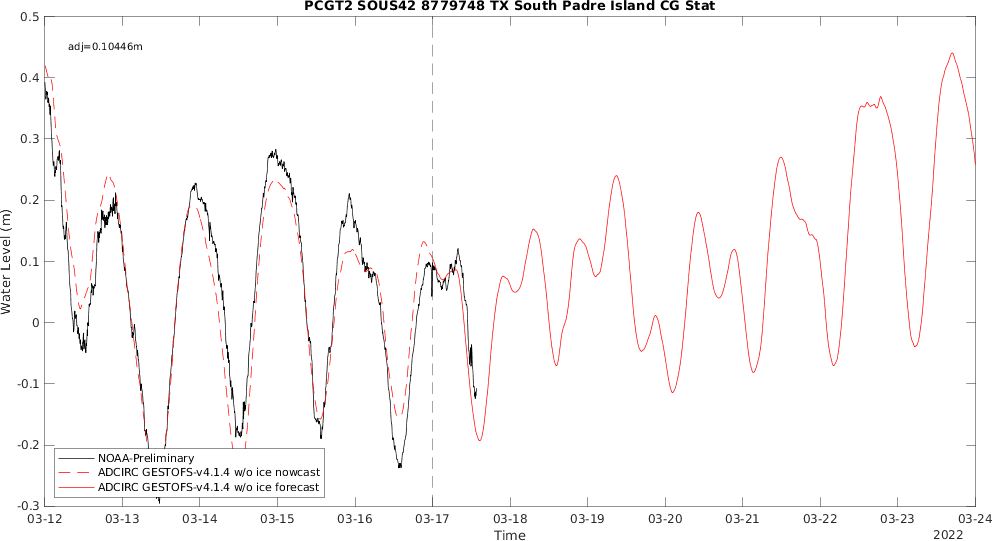 PCGT2 SOUS42 8779748 TX South Padre Island CG Stat
adj=0.10446m
0.5
0.4
0.3
0.2
0.1
0
-0.1
-0.2
-0.3
Water Level (m)
NOAA-Preliminary
ADCIRC GESTOFS-v4.1.4 w/o ice nowcast
ADCIRC GESTOFS-v4.1.4 w/o ice forecast
03-12 03-13 03-14 03-15 03-16 03-17 03-18 03-19 03-20 03-21 03-22 03-23 03-24
Time
2022